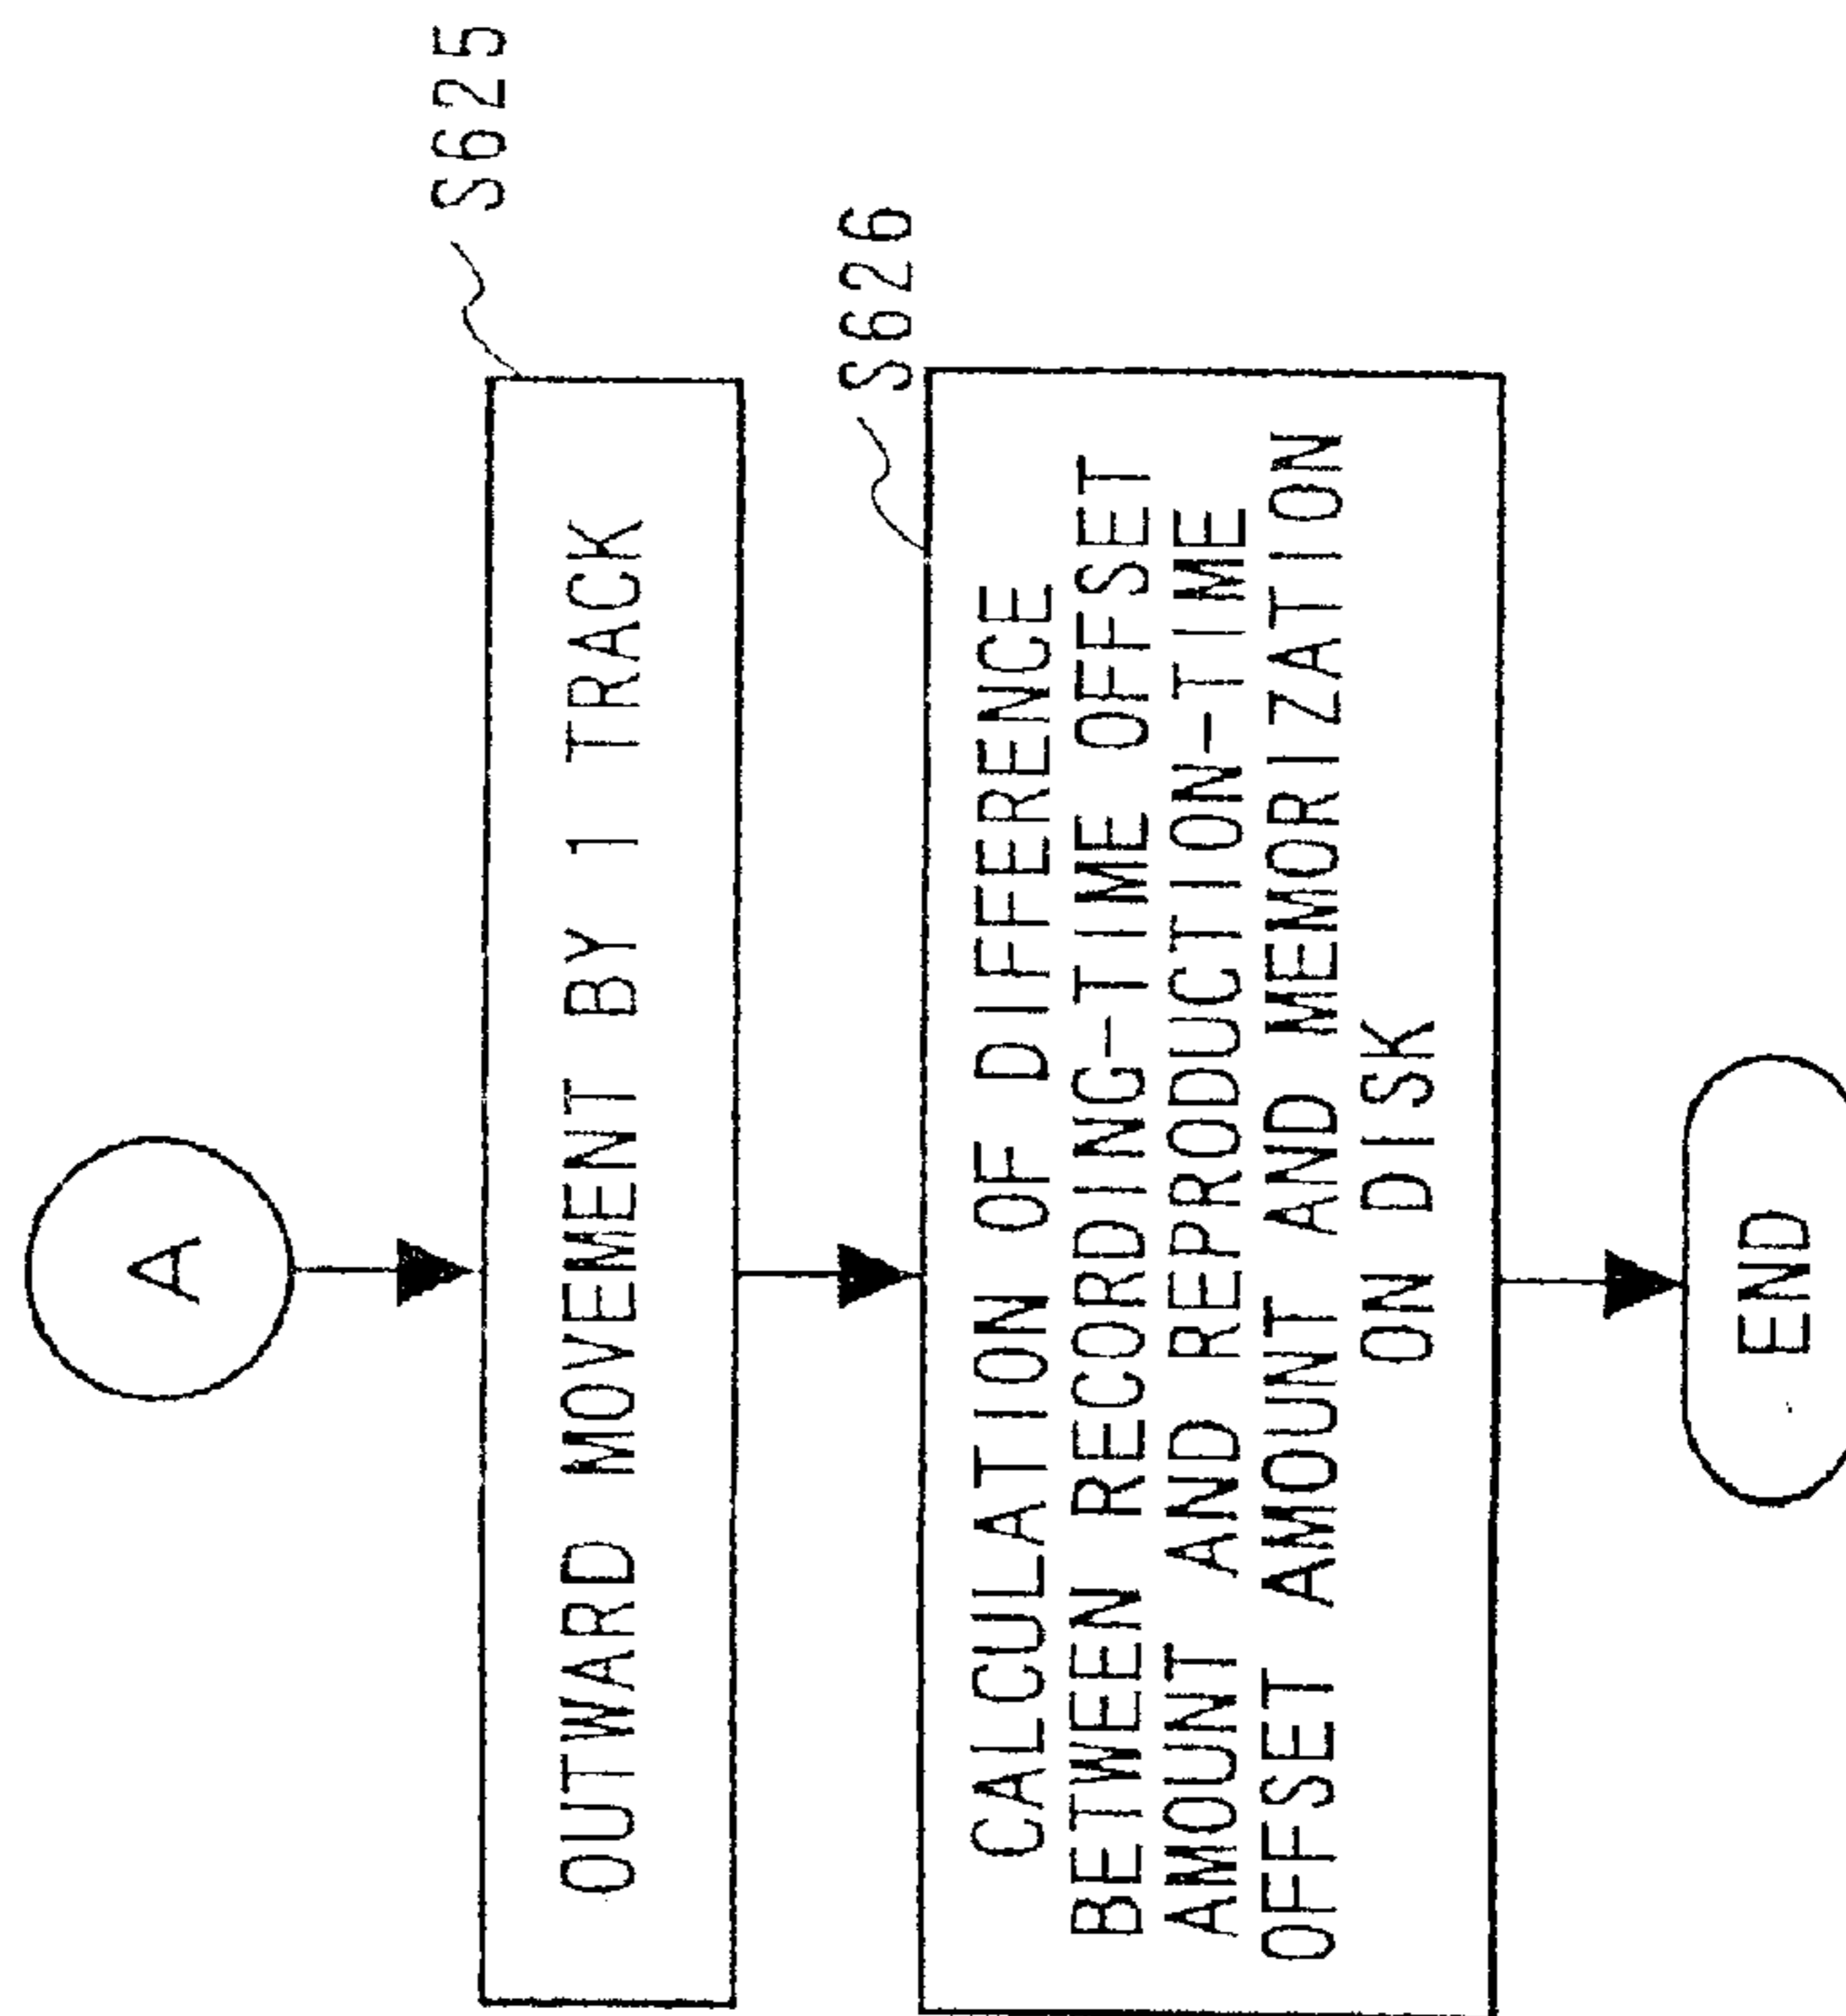 A
S625
OUTWARD MOVEMENT BY 1 TRACK
S626
CALCULATION OF DIFFERENCE
BETWEEN RECORDING-TIME OFFSET
AMOUNT AND REPRODUCTION-TIME
OFFSET AMOUNT AND MEMORIZATION
ON DISK
END